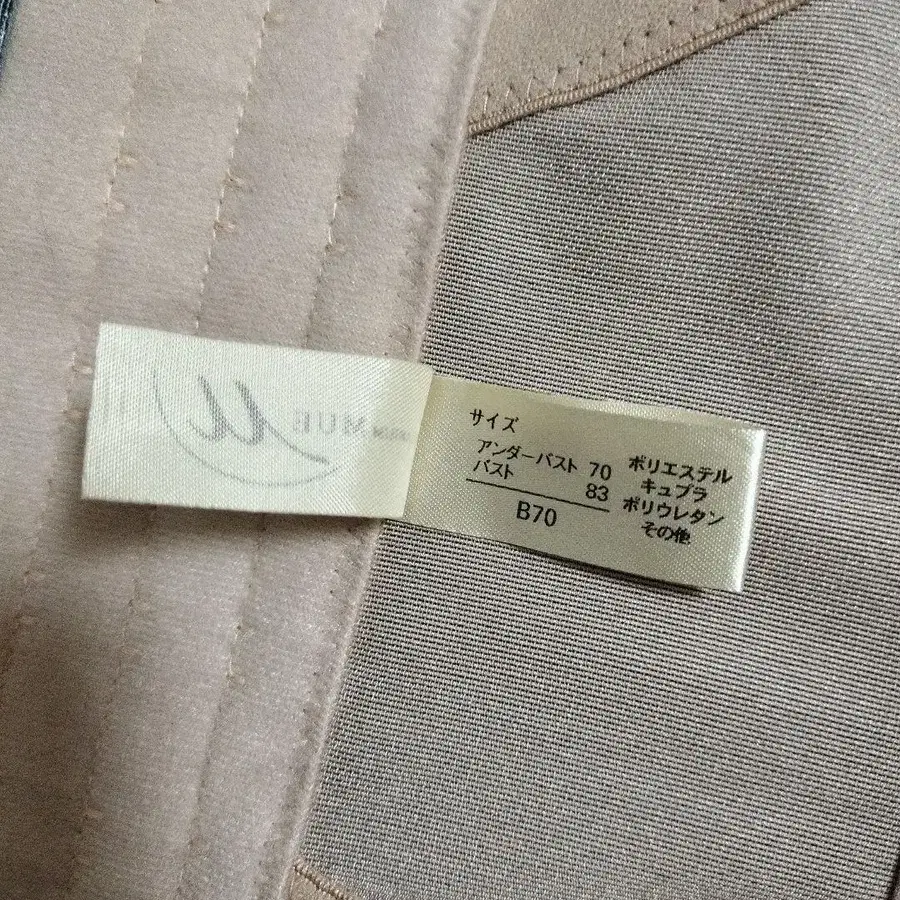 サイズ
アンダーバスト 70
バスト 83
B70
ポリエステル
キュプラ
ポリウレタン
その他